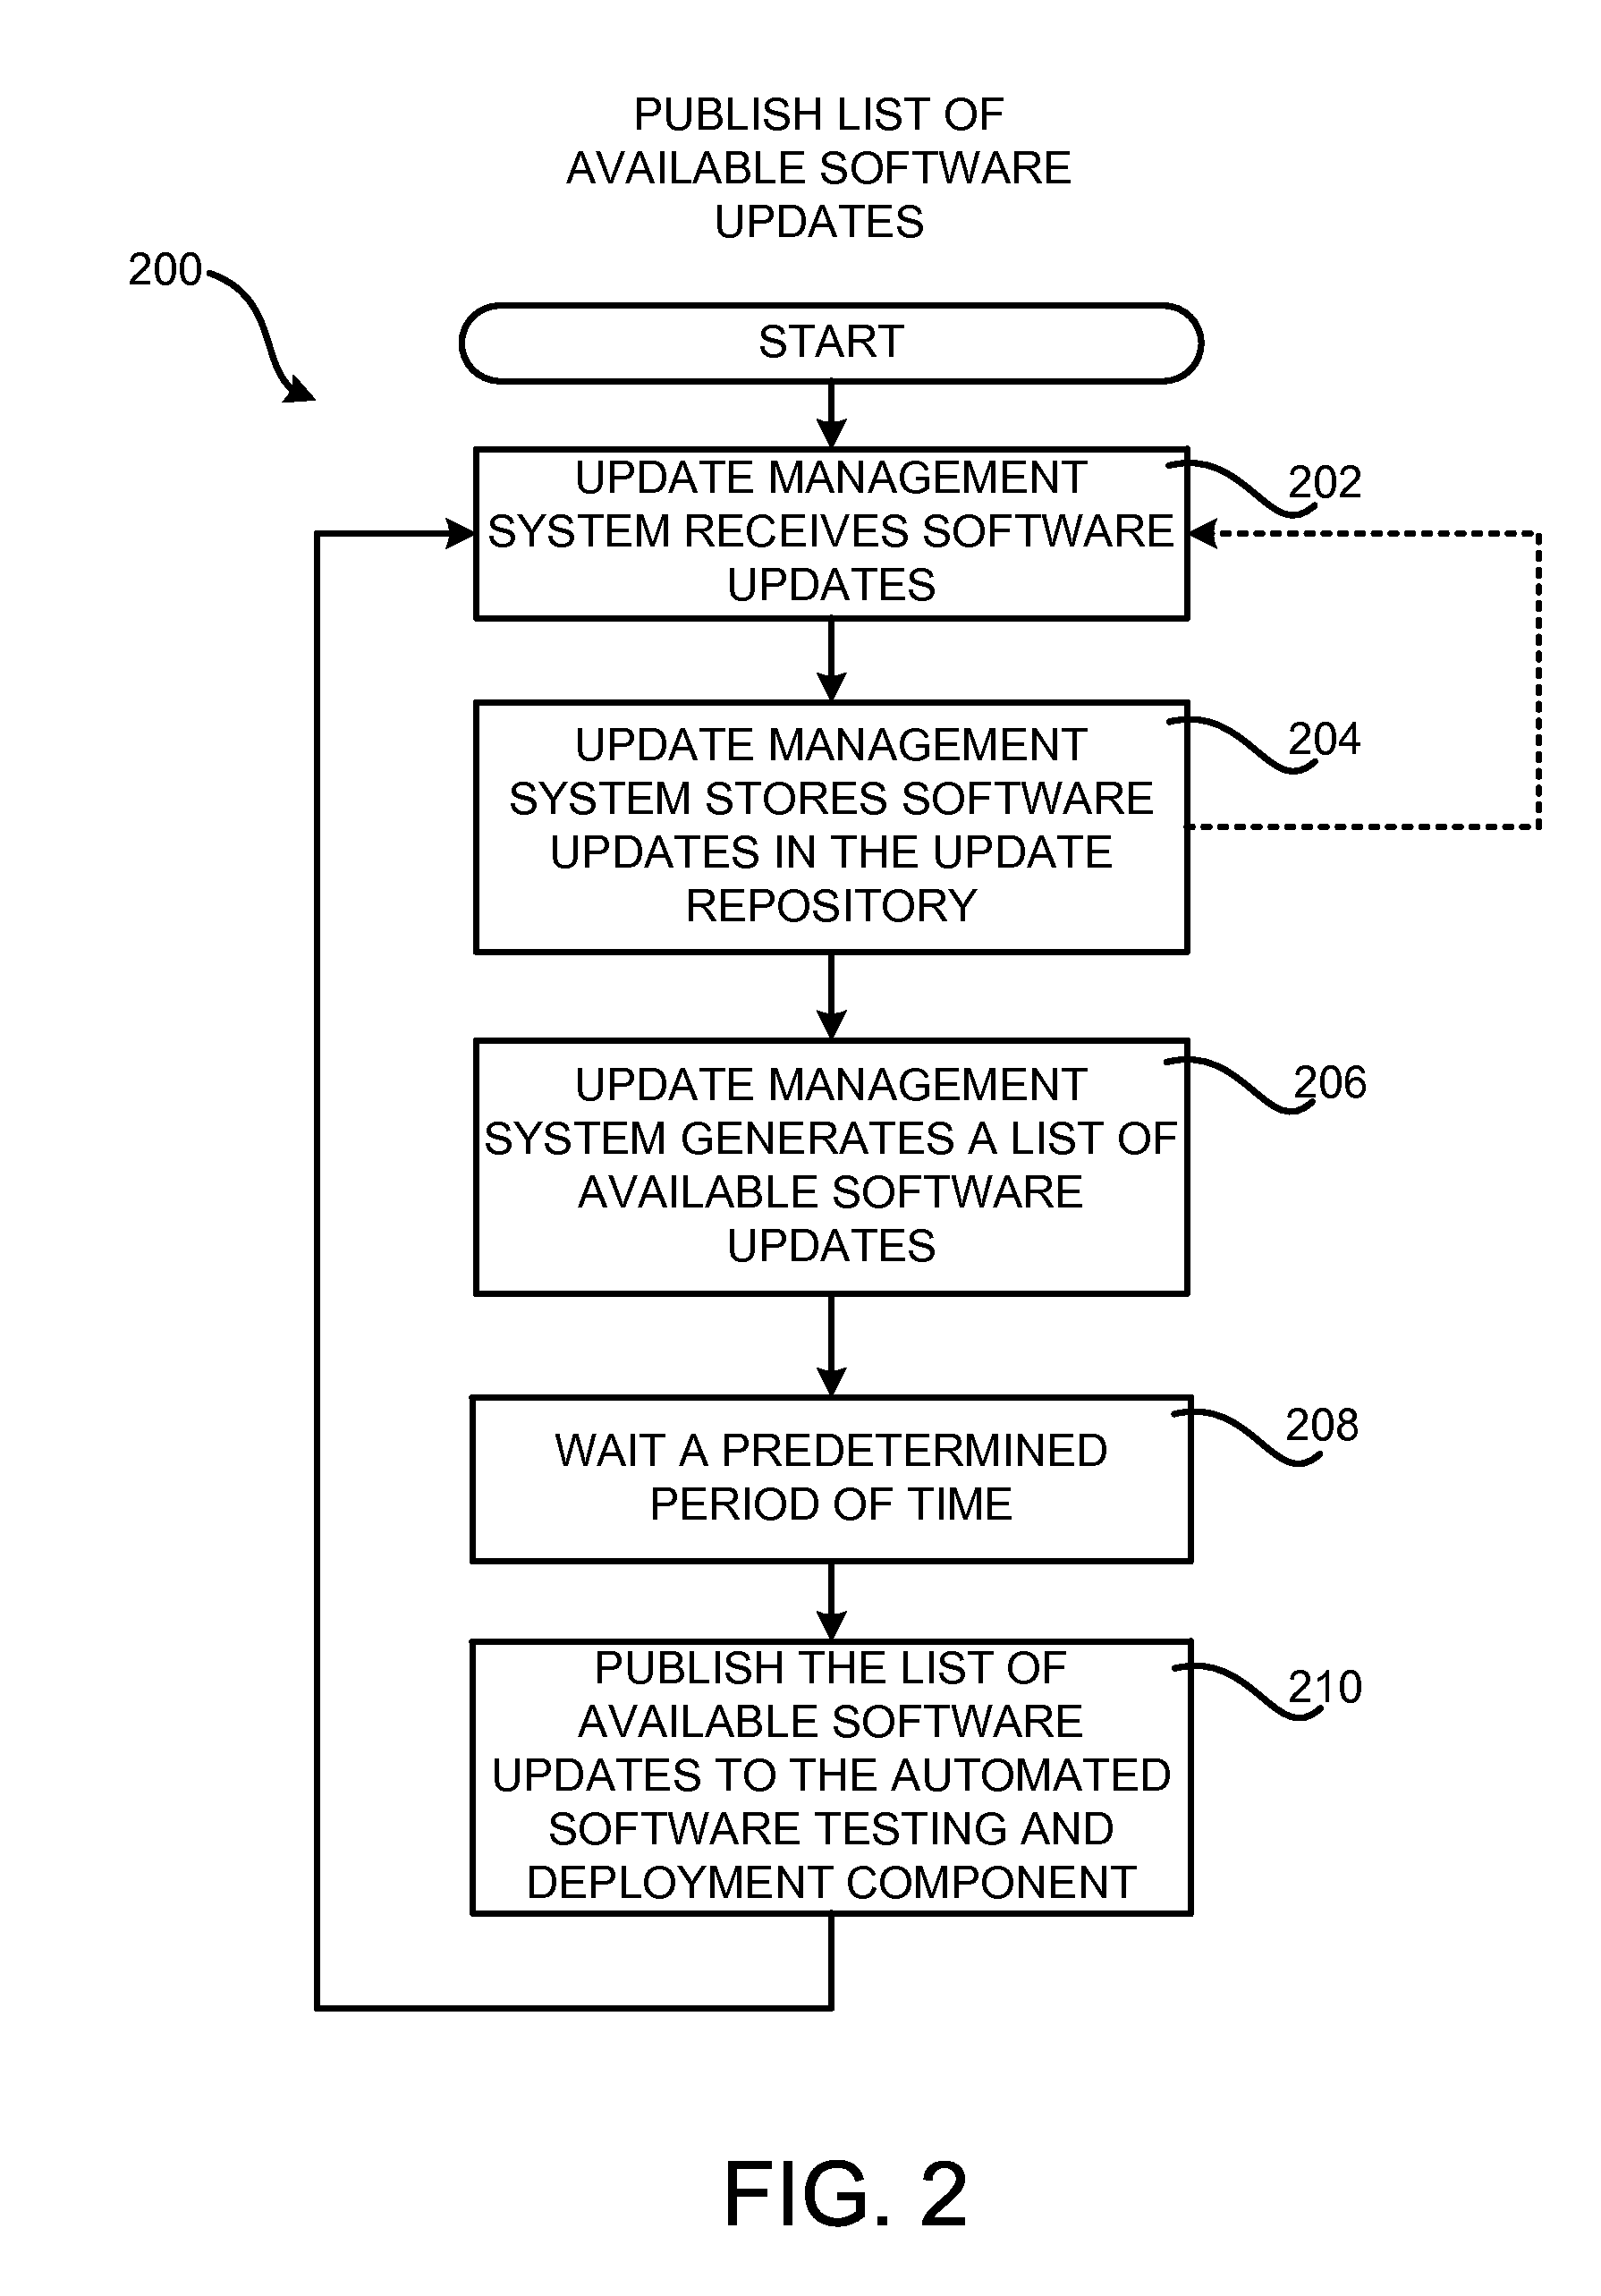 PUBLISH LIST OF
AVAILABLE SOFTWARE
UPDATES
200
START
UPDATE MANAGEMENT
SYSTEM RECEIVES SOFTWARE
UPDATES
202
UPDATE MANAGEMENT
SYSTEM STORES SOFTWARE
UPDATES IN THE UPDATE
REPOSITORY
204
UPDATE MANAGEMENT
SYSTEM GENERATES A LIST OF
AVAILABLE SOFTWARE
UPDATES
206
WAIT A PREDETERMINED
PERIOD OF TIME
208
PUBLISH THE LIST OF
AVAILABLE SOFTWARE
UPDATES TO THE AUTOMATED
SOFTWARE TESTING AND
DEPLOYMENT COMPONENT
210
FIG. 2